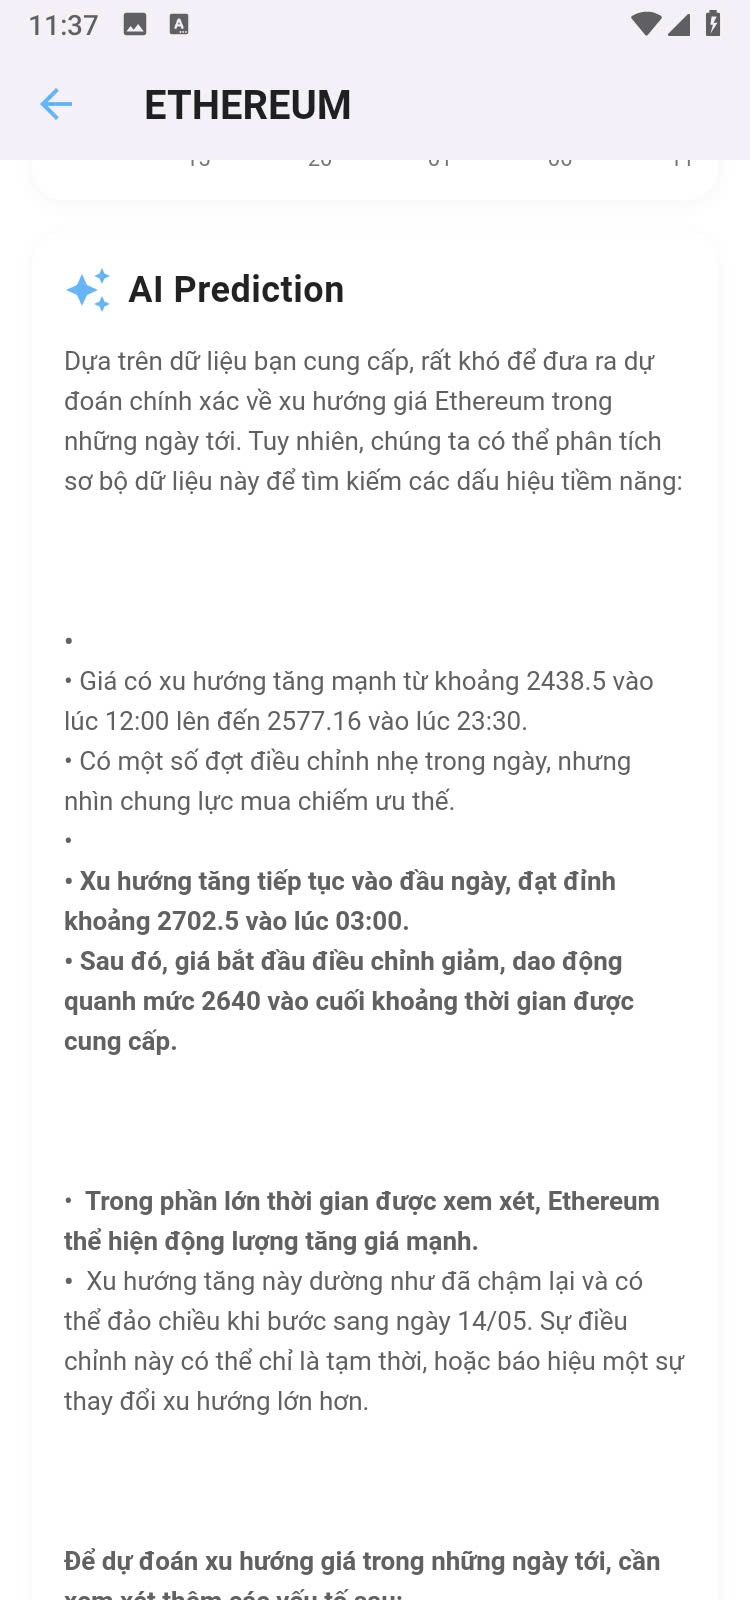 11:37
A
ETHEREUM
AI Prediction
Dựa trên dữ liệu bạn cung cấp, rất khó để đưa ra dự
đoán chính xác về xu hướng giá Ethereum trong
những ngày tới. Tuy nhiên, chúng ta có thể phân tích
sơ bộ dữ liệu này để tìm kiếm các dấu hiệu tiềm năng:
•
• Giá có xu hướng tăng mạnh từ khoảng 2438.5 vào
lúc 12:00 lên đến 2577.16 vào lúc 23:30.
• Có một số đợt điều chỉnh nhẹ trong ngày, nhưng
nhìn chung lực mua chiếm ưu thế.
•
• Xu hướng tăng tiếp tục vào đầu ngày, đạt đỉnh
khoảng 2702.5 vào lúc 03:00.
• Sau đó, giá bắt đầu điều chỉnh giảm, dao động
quanh mức 2640 vào cuối khoảng thời gian được
cung cấp.
• Trong phần lớn thời gian được xem xét, Ethereum
thể hiện động lượng tăng giá mạnh.
• Xu hướng tăng này dường như đã chậm lại và có
thể đảo chiều khi bước sang ngày 14/05. Sự điều
chỉnh này có thể chỉ là tạm thời, hoặc báo hiệu một sự
thay đổi xu hướng lớn hơn.
Để dự đoán xu hướng giá trong những ngày tới, cần
xem xét thêm các yếu tố sau: